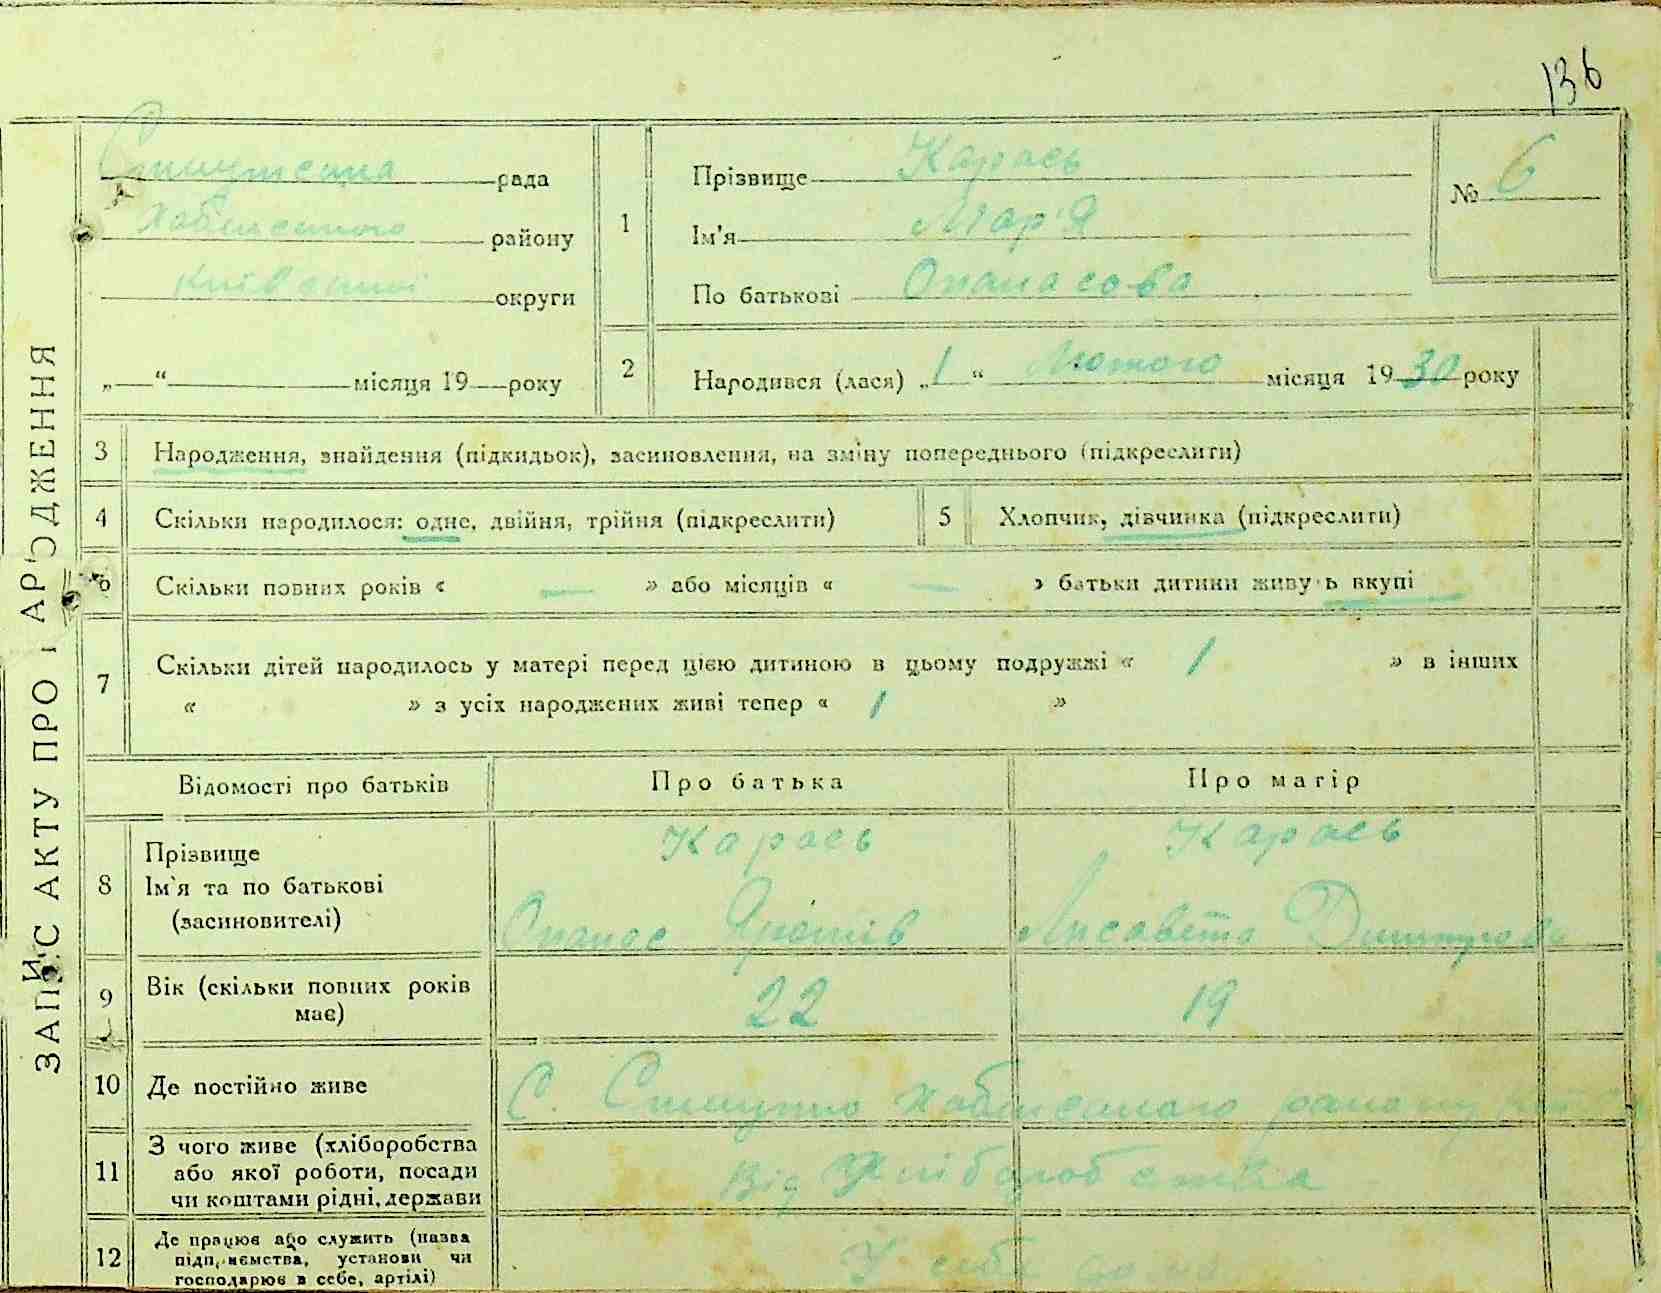 136
рада
району
Київської округи
„—“ місяця 19 року
ЗАПИС АКТУ ПРО НАРОДЖЕННЯ
1 Прізвище Карась
Ім'я Мар'я
По батькові Опанасова
№ 6
2 Народився (лася) „1“ Лютого місяця 1930 року
3 Народження, знайдення (підкидьок), засиновлення, на зміну попереднього (підкреслити)
4 Скільки народилося: одне, двійня, трійня (підкреслити)
5 Хлопчик, дівчинка (підкреслити)
6 Скільки повних років « — » або місяців « — » батьки дитини живуть вкупі
7 Скільки дітей народилось у матері перед цією дитиною в цьому подружжі « 1 » в інших
« » з усіх народжених живі тепер « 1 »
Відомості про батьків Про батька Про матір
8 Прізвище Карась Карась
Ім'я та по батькові
(засиновителі) Опанас Лисавета
9 Вік (скільки повних років
має) 22 19
10 Де постійно живе С.
11 З чого живе (хліборобства
або якої роботи, посади
чи коштами рідні, держави Від Хліборобства
12 Де працює або служить (назва
підприємства, установи чи
господарює в себе, артілі) У себе дома